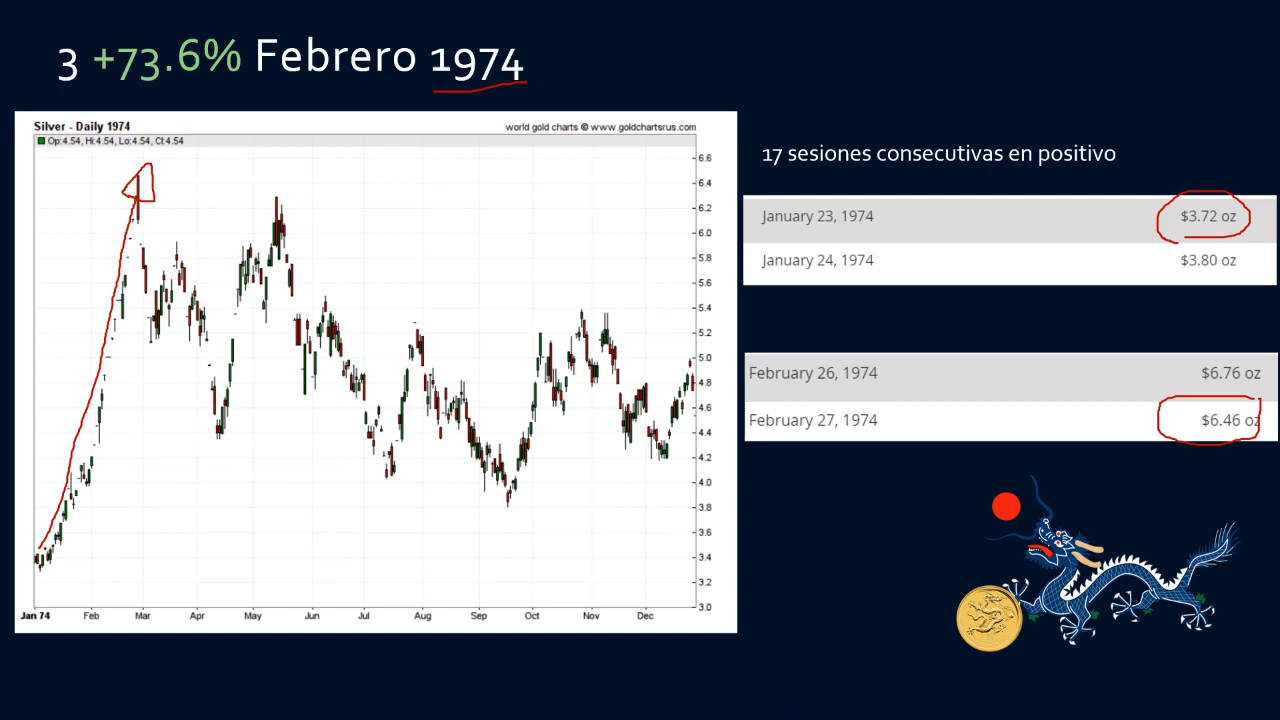 3 +73.6% Febrero 1974
Silver - Daily 1974
world gold charts © www.goldchartsrus.com
Op:4.54, Hi:4.54, Lo:4.54, Cl:4.54
6.6
6.4
6.2
6.0
5.8
5.6
5.4
5.2
5.0
4.8
4.6
4.4
4.2
4.0
3.8
3.6
3.4
3.2
3.0
Jan 74 Feb Mar Apr May Jun Jul Aug Sep Oct Nov Dec
17 sesiones consecutivas en positivo
January 23, 1974 $3.72 oz
January 24, 1974 $3.80 oz
February 26, 1974 $6.76 oz
February 27, 1974 $6.46 oz